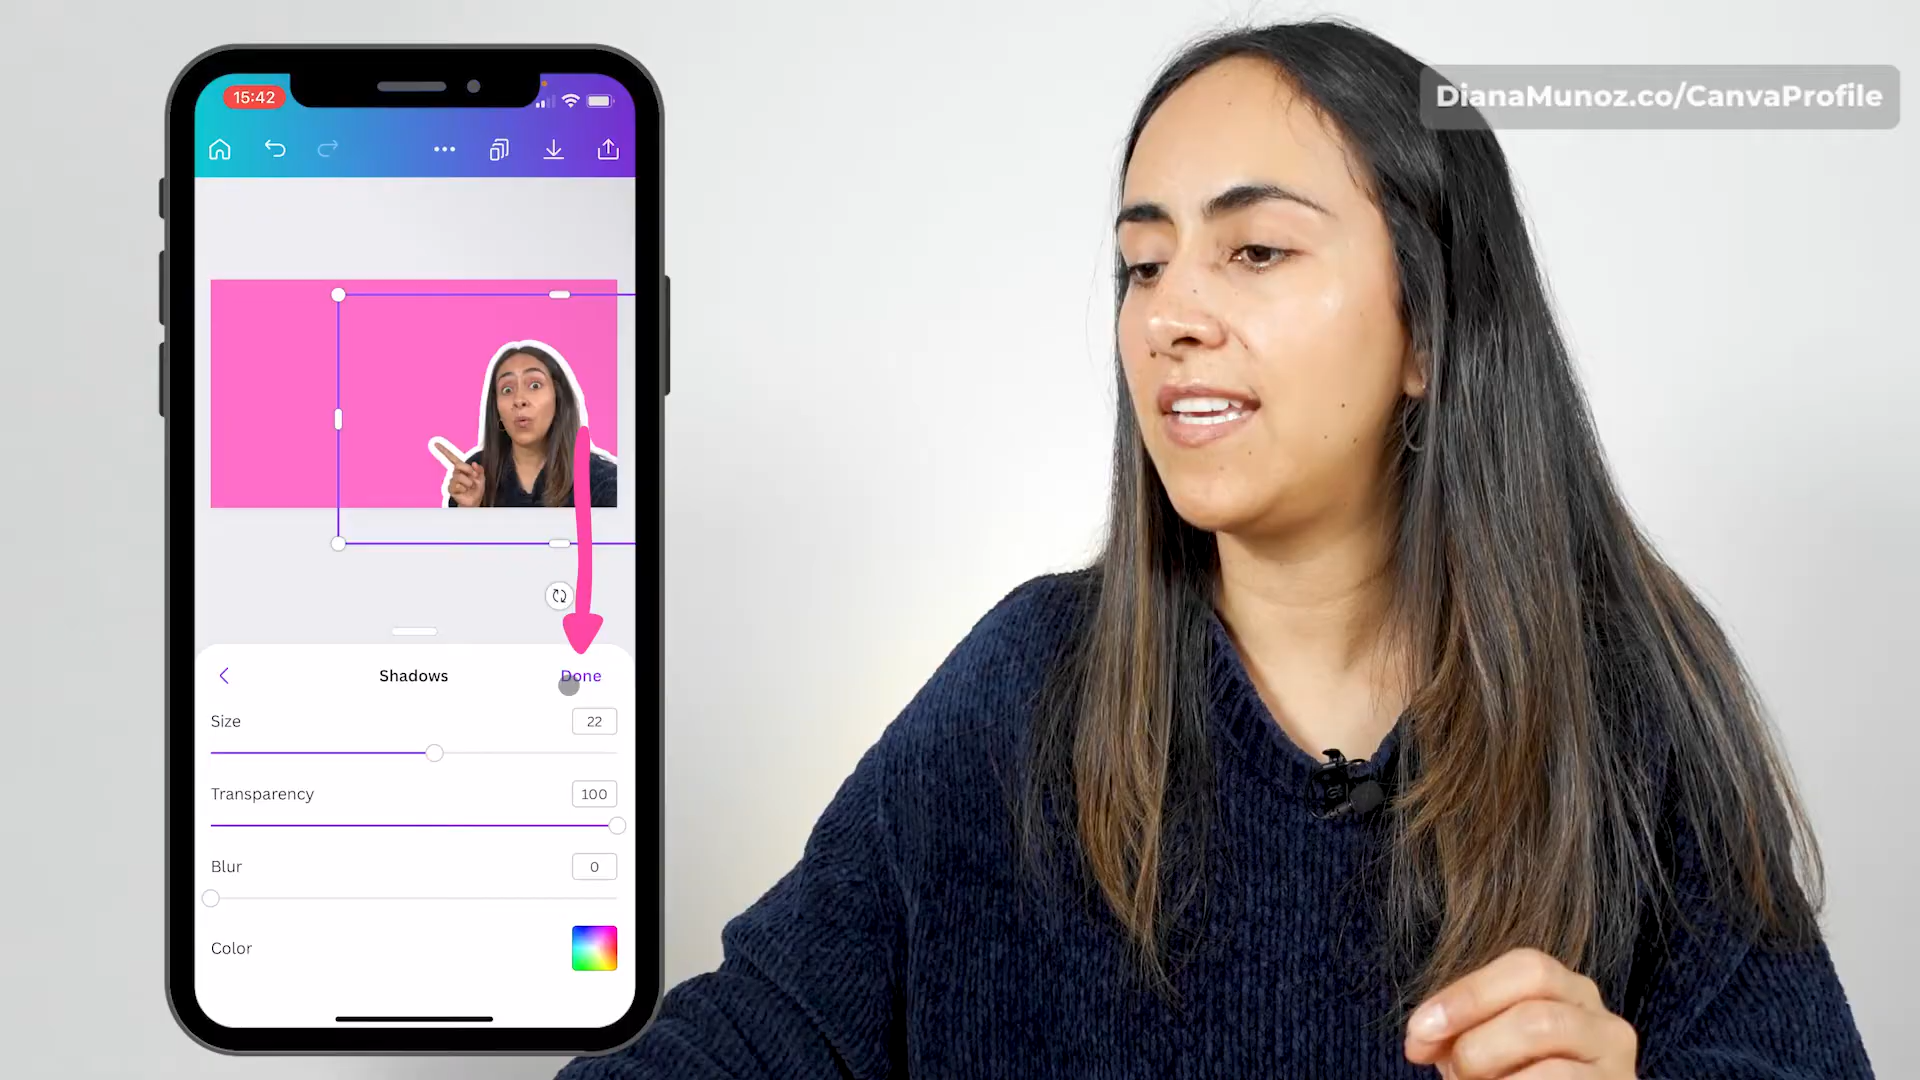 DianaMunoz.co/CanvaProfile
15:42
Shadows
Done
Size
22
Transparency
100
Blur
0
Color